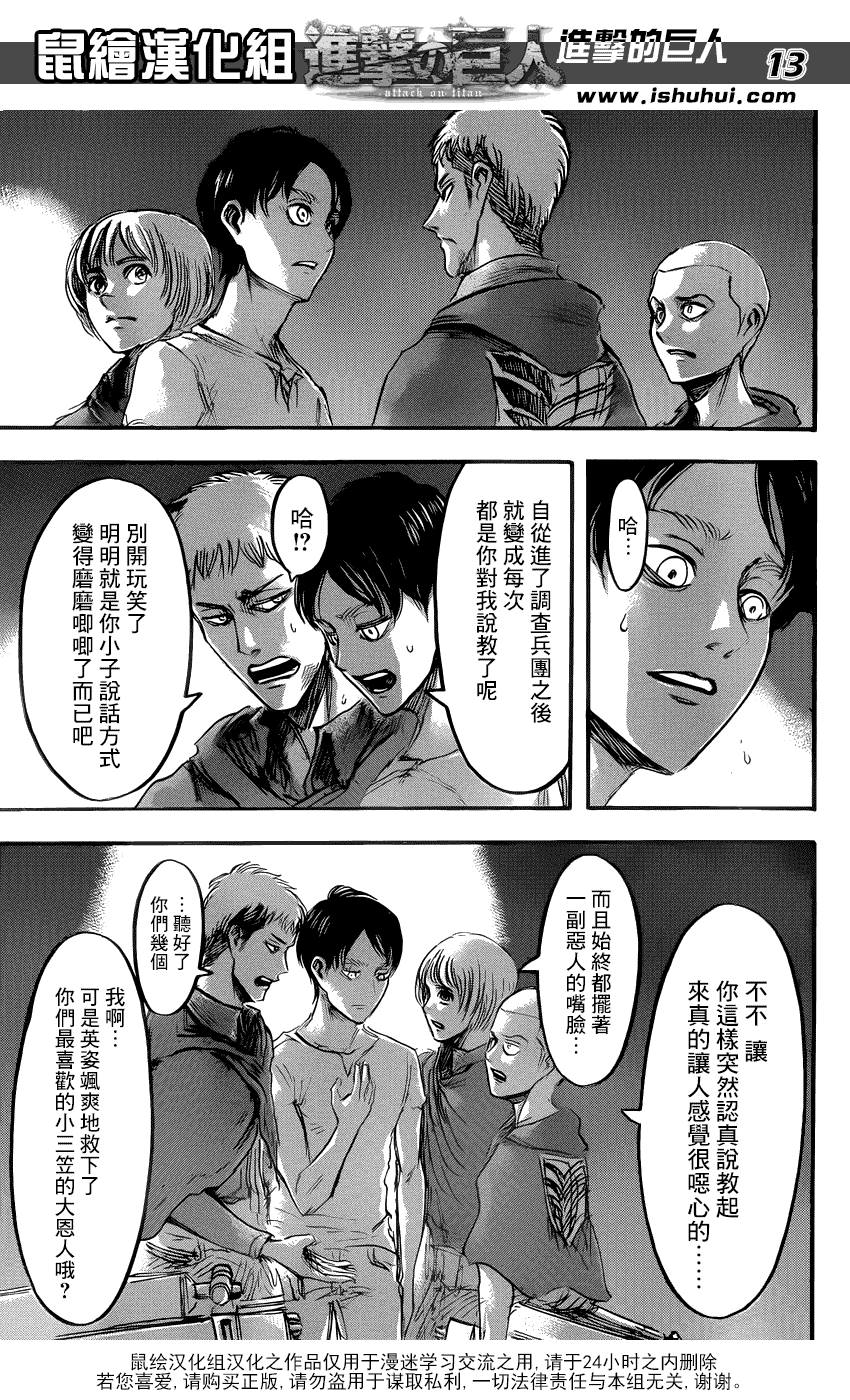 鼠繪漢化組
進撃の巨人
attack on titan
進擊的巨人
www.ishuhui.com
13
哈…
自從進了調查兵團之後
就變成每次
都是你對我說教了呢
哈!?
別開玩笑了
明明就是你小子說話方式
變得磨磨唧唧了而已吧
不不 讓
你這樣突然認真說教起
來真的讓人感覺很噁心的……
而且始終都擺著
一副惡人的嘴臉…
…聽好了
你們幾個
我啊…
可是英姿颯爽地救下了
你們最喜歡的小三笠的大恩人哦?
鼠绘汉化组汉化之作品仅用于漫迷学习交流之用,请于24小时之内删除
若您喜爱,请购买正版,请勿盗用于谋取私利,一切法律责任与本组无关,谢谢。